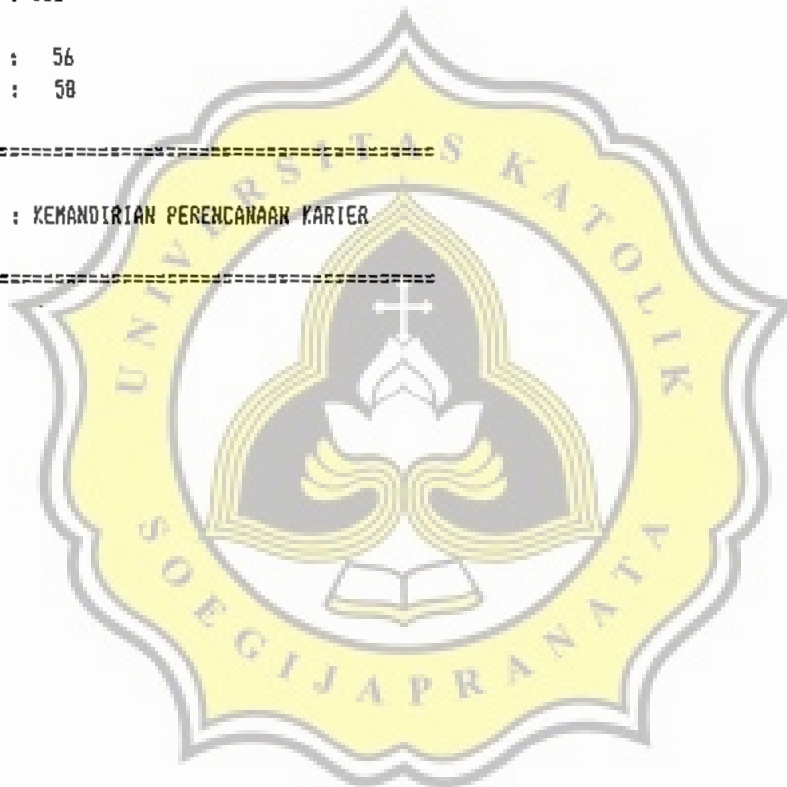 : 56
: 58
====================================
: KEMANDIRIAN PERENCANAAN KARIER
====================================
UNIVERSITAS KATOLIK
SOEGIJAPRANATA